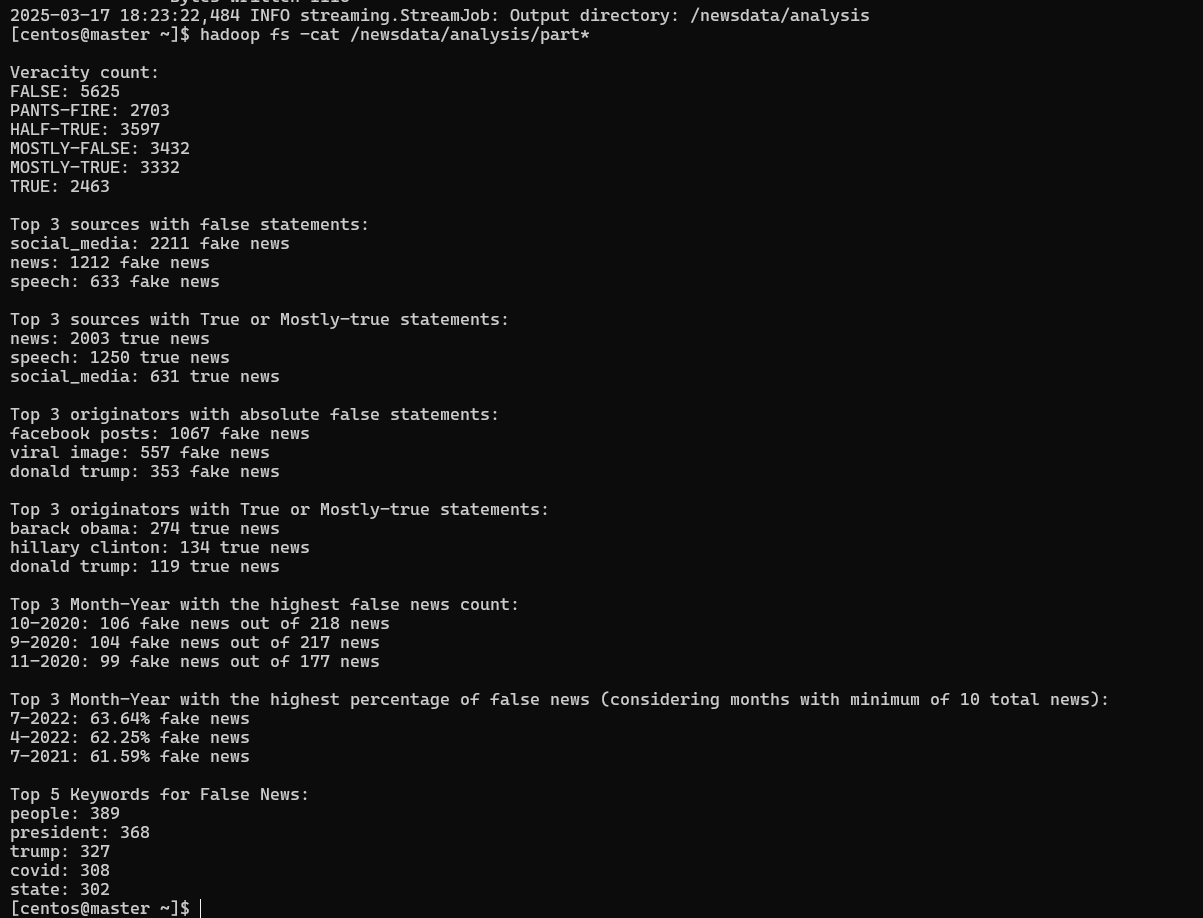 2025-03-17 18:23:22,484 INFO streaming.StreamJob: Output directory: /newsdata/analysis
[centos@master ~]$ hadoop fs -cat /newsdata/analysis/part*
Veracity count:
FALSE: 5625
PANTS-FIRE: 2703
HALF-TRUE: 3597
MOSTLY-FALSE: 3432
MOSTLY-TRUE: 3332
TRUE: 2463
Top 3 sources with false statements:
social_media: 2211 fake news
news: 1212 fake news
speech: 633 fake news
Top 3 sources with True or Mostly-true statements:
news: 2003 true news
speech: 1250 true news
social_media: 631 true news
Top 3 originators with absolute false statements:
facebook posts: 1067 fake news
viral image: 557 fake news
donald trump: 353 fake news
Top 3 originators with True or Mostly-true statements:
barack obama: 274 true news
hillary clinton: 134 true news
donald trump: 119 true news
Top 3 Month-Year with the highest false news count:
10-2020: 106 fake news out of 218 news
9-2020: 104 fake news out of 217 news
11-2020: 99 fake news out of 177 news
Top 3 Month-Year with the highest percentage of false news (considering months with minimum of 10 total news):
7-2022: 63.64% fake news
4-2022: 62.25% fake news
7-2021: 61.59% fake news
Top 5 Keywords for False News:
people: 389
president: 368
trump: 327
covid: 308
state: 302
[centos@master ~]$